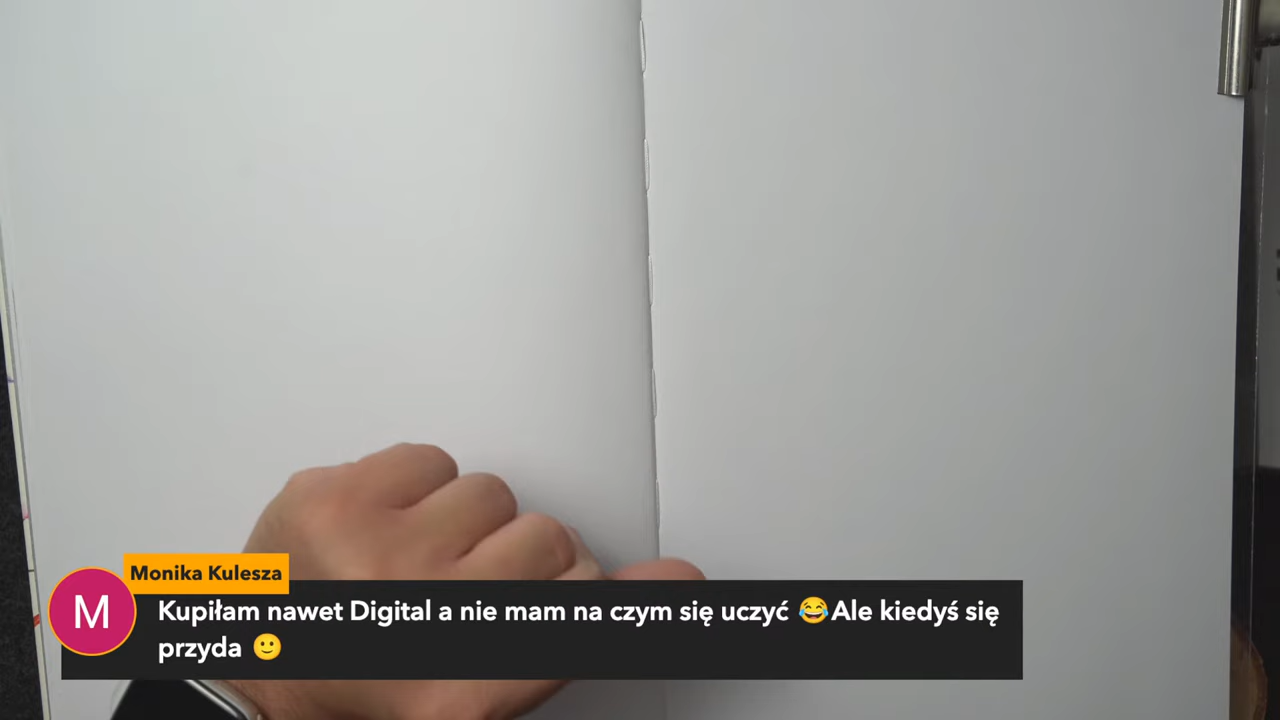 Monika Kulesza
M
Kupiłam nawet Digital a nie mam na czym się uczyć 😂Ale kiedyś się
przyda 🙂